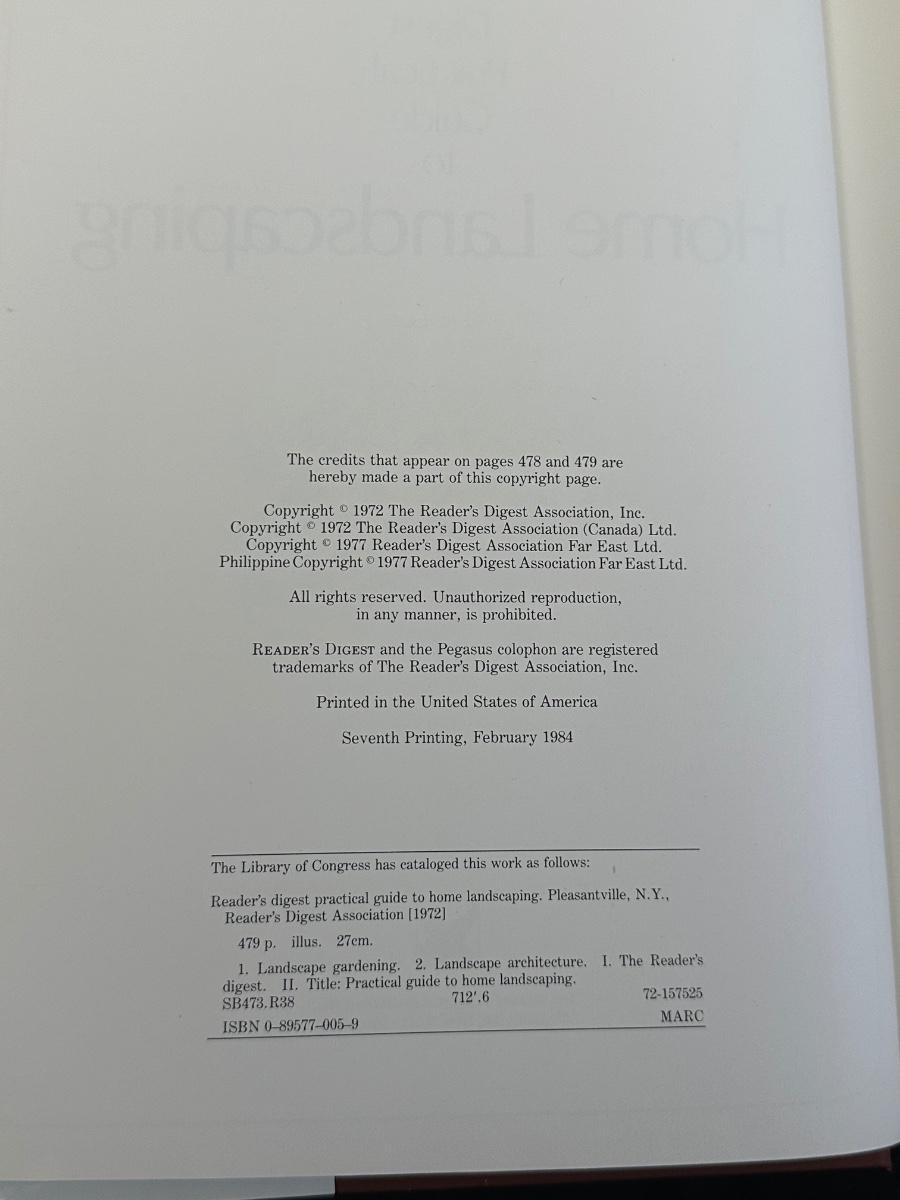 The credits that appear on pages 478 and 479 are
hereby made a part of this copyright page.
Copyright © 1972 The Reader's Digest Association, Inc.
Copyright © 1972 The Reader's Digest Association (Canada) Ltd.
Copyright © 1977 Reader's Digest Association Far East Ltd.
Philippine Copyright © 1977 Reader's Digest Association Far East Ltd.
All rights reserved. Unauthorized reproduction,
in any manner, is prohibited.
READER'S DIGEST and the Pegasus colophon are registered
trademarks of The Reader's Digest Association, Inc.
Printed in the United States of America
Seventh Printing, February 1984
The Library of Congress has cataloged this work as follows:
Reader's digest practical guide to home landscaping. Pleasantville, N.Y.,
Reader's Digest Association [1972]
479 p. illus. 27cm.
1. Landscape gardening. 2. Landscape architecture. I. The Reader's
digest. II. Title: Practical guide to home landscaping.
SB473.R38 712'.6 72-157525
ISBN 0-89577-005-9 MARC